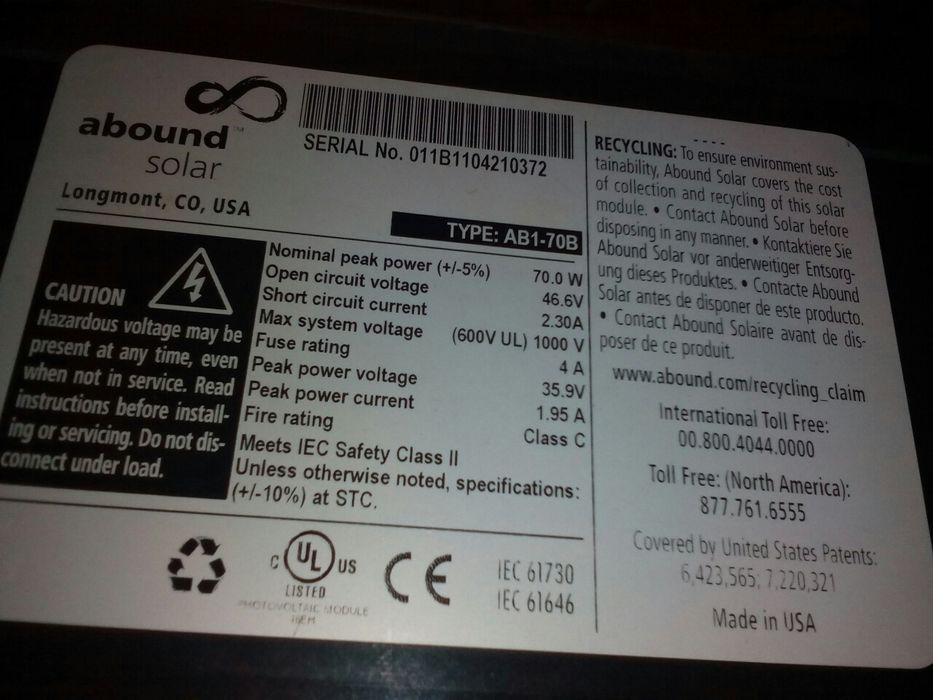 abound™
solar
Longmont, CO, USA
SERIAL No. 011B1104210372
TYPE: AB1-70B
CAUTION
Hazardous voltage may be
present at any time, even
when not in service. Read
instructions before install-
ing or servicing. Do not dis-
connect under load.
Nominal peak power (+/-5%) 70.0 W
Open circuit voltage 46.6V
Short circuit current 2.30A
Max system voltage (600V UL) 1000 V
Fuse rating 4 A
Peak power voltage 35.9V
Peak power current 1.95 A
Fire rating Class C
Meets IEC Safety Class II
Unless otherwise noted, specifications:
(+/-10%) at STC.
RECYCLING: To ensure environment sus-
tainability, Abound Solar covers the cost
of collection and recycling of this solar
module. • Contact Abound Solar before
disposing in any manner. • Kontaktiere Sie
Abound Solar vor anderweitiger Entsorg-
ung dieses Produktes. • Contacte Abound
Solar antes de disponer de este producto.
• Contact Abound Solaire avant de dis-
poser de ce produit.
www.abound.com/recycling_claim
International Toll Free:
00.800.4044.0000
Toll Free: (North America):
877.761.6555
Covered by United States Patents:
6,423,565; 7,220,321
Made in USA
C UL US
LISTED
PHOTOVOLTAIC MODULE
CE
IEC 61730
IEC 61646